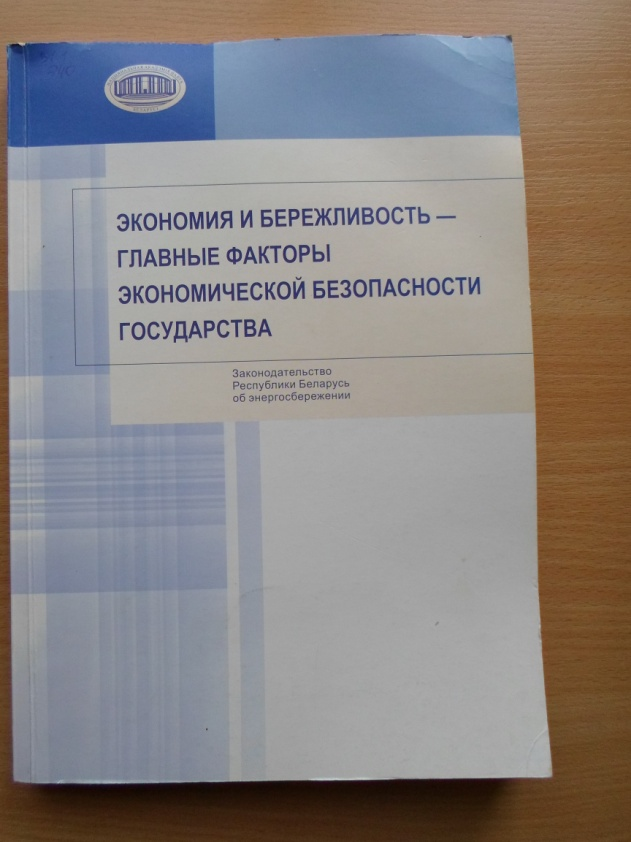 ЭКОНОМИЯ И БЕРЕЖЛИВОСТЬ —
ГЛАВНЫЕ ФАКТОРЫ
ЭКОНОМИЧЕСКОЙ БЕЗОПАСНОСТИ
ГОСУДАРСТВА
Законодательство
Республики Беларусь
об энергосбережении